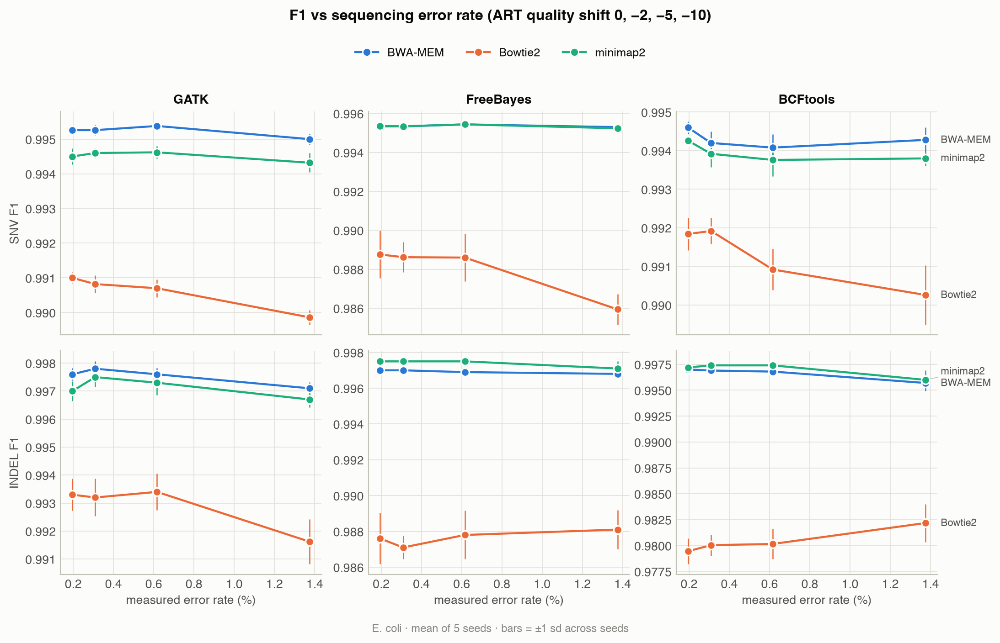 F1 vs sequencing error rate (ART quality shift 0, −2, −5, −10)
BWA-MEM
Bowtie2
minimap2
GATK
FreeBayes
BCFtools
SNV F1
0.995
0.994
0.993
0.992
0.991
0.990
0.996
0.994
0.992
0.990
0.988
0.986
0.995
0.994
0.993
0.992
0.991
0.990
BWA-MEM
minimap2
Bowtie2
INDEL F1
0.998
0.997
0.996
0.995
0.994
0.993
0.992
0.991
0.998
0.996
0.994
0.992
0.990
0.988
0.986
0.9975
0.9950
0.9925
0.9900
0.9875
0.9850
0.9825
0.9800
0.9775
minimap2
BWA-MEM
Bowtie2
0.2 0.4 0.6 0.8 1.0 1.2 1.4
0.2 0.4 0.6 0.8 1.0 1.2 1.4
0.2 0.4 0.6 0.8 1.0 1.2 1.4
measured error rate (%)
measured error rate (%)
measured error rate (%)
E. coli · mean of 5 seeds · bars = ±1 sd across seeds